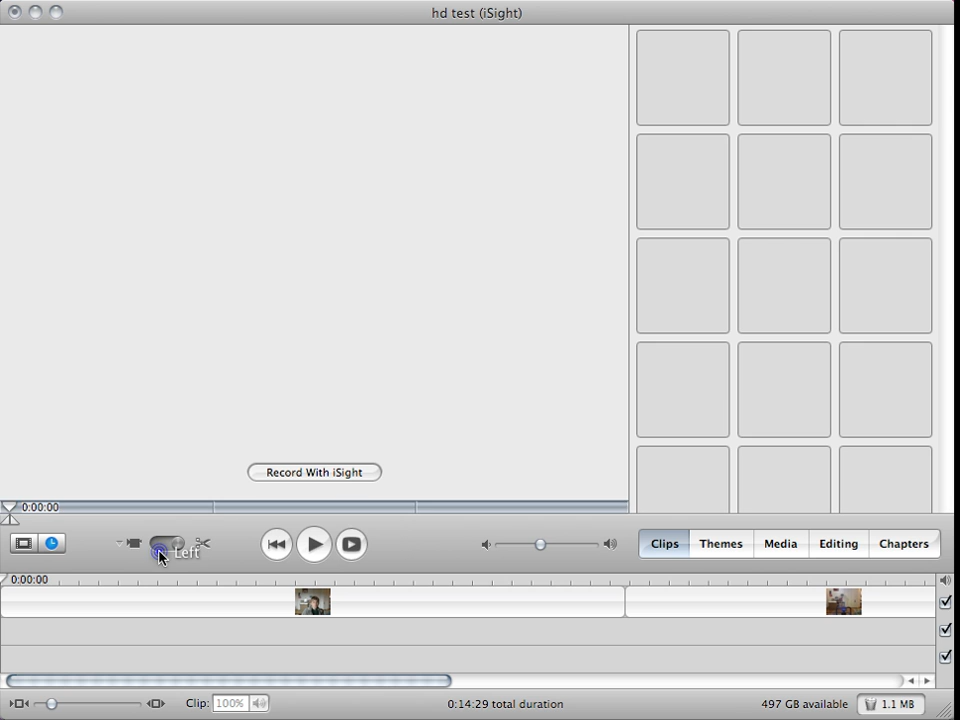 hd test (iSight)
Record With iSight
0:00:00
Left
Clips
Themes
Media
Editing
Chapters
0:00:00
Clip:
100%
0:14:29 total duration
497 GB available
1.1 MB